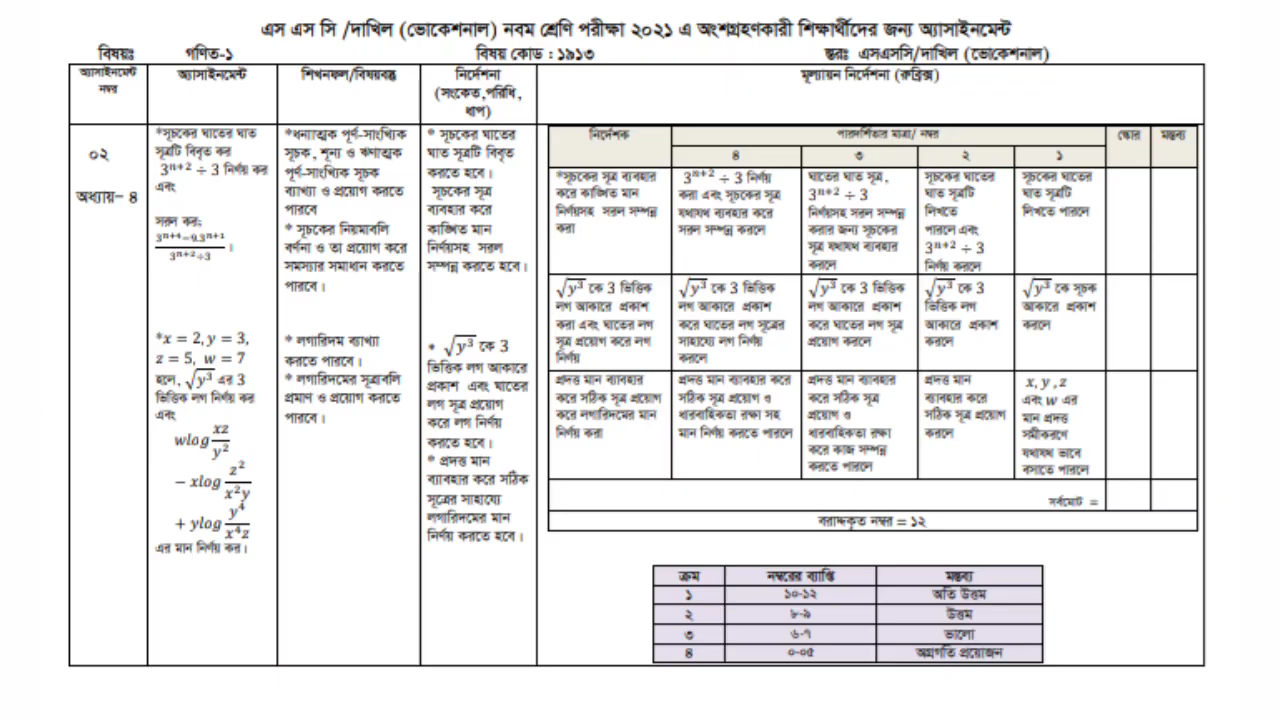 এস এস সি /দাখিল (ভোকেশনাল) নবম শ্রেণি পরীক্ষা ২০২১ এ অংশগ্রহণকারী শিক্ষার্থীদের জন্য অ্যাসাইনমেন্ট
বিষয়ঃ গণিত-১ বিষয় কোড : ১৯১৩ স্তরঃ এসএসসি/দাখিল (ভোকেশনাল)
অ্যাসাইনমেন্ট
নম্বর
অ্যাসাইনমেন্ট
শিখনফল/বিষয়বস্তু
নির্দেশনা
(সংকেত,পরিধি,
ধাপ)
মূল্যায়ন নির্দেশনা (রুব্রিক্স)
০২
অধ্যায়– ৪
*সূচকের ঘাতের ঘাত
সূত্রটি বিবৃত কর
3ⁿ⁺² ÷ 3 নির্ণয় কর
এবং
সরল কর;
(3ⁿ⁺⁴−9.3ⁿ⁺¹)/(3ⁿ⁺²÷3) ।
*x = 2, y = 3,
z = 5, w = 7
হলে, √y³ এর 3
ভিত্তিক লগ নির্ণয় কর
এবং
wlog xz/y²
− xlog z²/x²y
+ ylog y⁴/x⁴z
এর মান নির্ণয় কর।
*ধনাত্মক পূর্ণ-সাংখ্যিক
সূচক, শূন্য ও ঋণাত্মক
পূর্ণ-সাংখ্যিক সূচক
ব্যাখ্যা ও প্রয়োগ করতে
পারবে
* সূচকের নিয়মাবলি
বর্ণনা ও তা প্রয়োগ করে
সমস্যার সমাধান করতে
পারবে।
* লগারিদম ব্যাখ্যা
করতে পারবে।
* লগারিদমের সূত্রাবলি
প্রমাণ ও প্রয়োগ করতে
পারবে।
* সূচকের ঘাতের
ঘাত সূত্রটি বিবৃত
করতে হবে।
সূচকের সূত্র
ব্যবহার করে
কাঙ্খিত মান
নির্ণয়সহ সরল
সম্পন্ন করতে হবে।
* √y³ কে 3
ভিত্তিক লগ আকারে
প্রকাশ এবং ঘাতের
লগ সূত্র প্রয়োগ
করে লগ নির্ণয়
করতে হবে।
* প্রদত্ত মান
ব্যাবহার করে সঠিক
সূত্রের সাহায্যে
লগারিদমের মান
নির্ণয় করতে হবে।
নির্দেশক
পারদর্শিতার মাত্রা/ নম্বর
স্কোর
মন্তব্য
৪ ৩ ২ ১
*সূচকের সূত্র ব্যবহার
করে কাঙ্খিত মান
নির্ণয়সহ সরল সম্পন্ন
করা
3ⁿ⁺² ÷ 3 নির্ণয়
করা এবং সূচকের সূত্র
যথাযথ ব্যবহার করে
সরল সম্পন্ন করলে
ঘাতের ঘাত সূত্র,
3ⁿ⁺² ÷ 3
নির্ণয়সহ সরল সম্পন্ন
করার জন্য সূচকের
সূত্র যথাযথ ব্যবহার
করলে
সূচকের ঘাতের
ঘাত সূত্রটি
লিখতে
পারলে এবং
3ⁿ⁺² ÷ 3
নির্ণয় করলে
সূচকের ঘাতের
ঘাত সূত্রটি
লিখতে পারলে
√y³ কে 3 ভিত্তিক
লগ আকারে প্রকাশ
করা এবং ঘাতের লগ
সূত্র প্রয়োগ করে লগ
নির্ণয়
√y³ কে 3 ভিত্তিক
লগ আকারে প্রকাশ
করে ঘাতের লগ সূত্রের
সাহায্যে লগ নির্ণয়
করলে
√y³ কে 3 ভিত্তিক
লগ আকারে প্রকাশ
করে ঘাতের লগ সূত্র
প্রয়োগ করলে
√y³ কে 3
ভিত্তিক লগ
আকারে প্রকাশ
করলে
√y³ কে সূচক
আকারে প্রকাশ
করলে
প্রদত্ত মান ব্যাবহার
করে সঠিক সূত্র প্রয়োগ
করে লগারিদমের মান
নির্ণয় করা
প্রদত্ত মান ব্যাবহার করে
সঠিক সূত্র প্রয়োগ ও
ধারবাহিকতা রক্ষা সহ
মান নির্ণয় করতে পারলে
প্রদত্ত মান ব্যাবহার
করে সঠিক সূত্র
প্রয়োগ ও
ধারবাহিকতা রক্ষা
করে কাজ সম্পন্ন
করতে পারলে
প্রদত্ত মান
ব্যাবহার করে
সঠিক সূত্র প্রয়োগ
করলে
x, y ,z
এবং w এর
মান প্রদত্ত
সমীকরণে
যথাযথ ভাবে
বসাতে পারলে
সর্বমোট =
বরাদ্দকৃত নম্বর = ১২
ক্রম নম্বরের ব্যাপ্তি মন্তব্য
১ ১০-১২ অতি উত্তম
২ ৮-৯ উত্তম
৩ ৬-৭ ভালো
৪ ০-০৫ অগ্রগতি প্রয়োজন